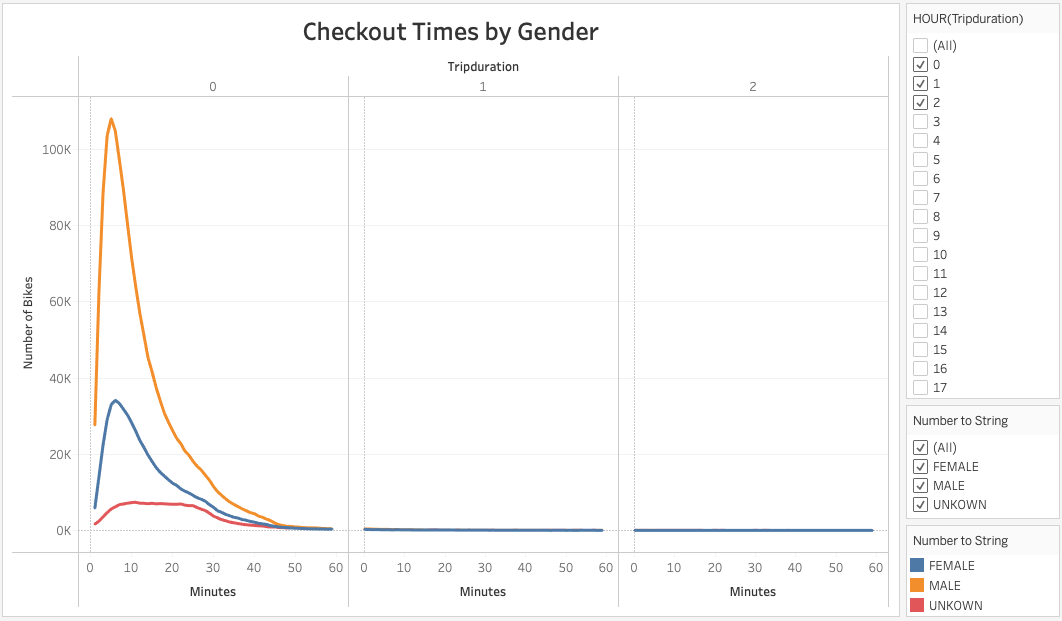 Checkout Times by Gender
Tripduration
0 1 2
Number of Bikes
100K
80K
60K
40K
20K
0K
0 10 20 30 40 50 60 0 10 20 30 40 50 60 0 10 20 30 40 50 60
Minutes Minutes Minutes
HOUR(Tripduration)
(All)
0
1
2
3
4
5
6
7
8
9
10
11
12
13
14
15
16
17
Number to String
(All)
FEMALE
MALE
UNKOWN
Number to String
FEMALE
MALE
UNKOWN